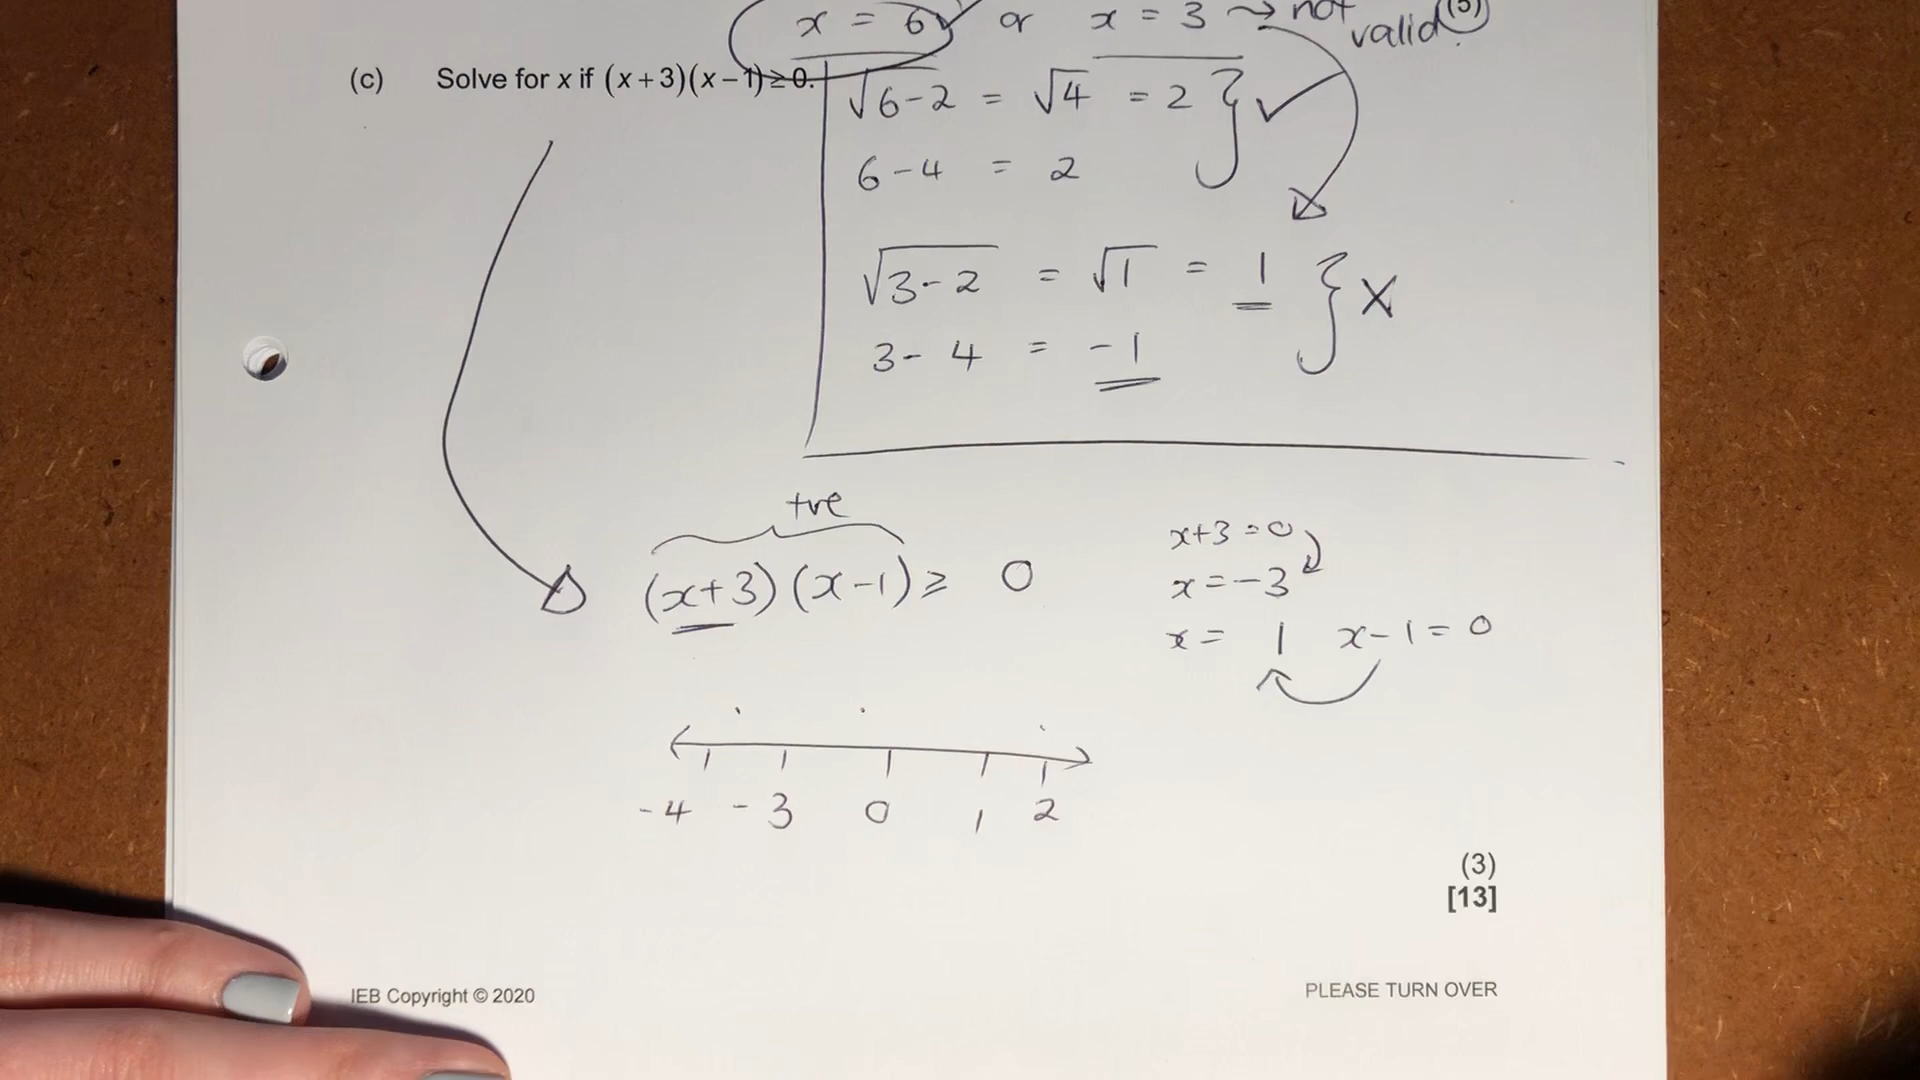 x = 6 ✓ or x = 3 → not valid. (5)
(c) Solve for x if (x+3)(x−1)≥0.
√6-2 = √4 = 2 } ✓
6-4 = 2
√3-2 = √1 = 1 } X
3-4 = -1
+ve
(x+3)(x-1) ≥ 0
x+3=0
x=-3
x = 1 x-1=0
-4 -3 0 1 2
(3)
[13]
IEB Copyright © 2020
PLEASE TURN OVER